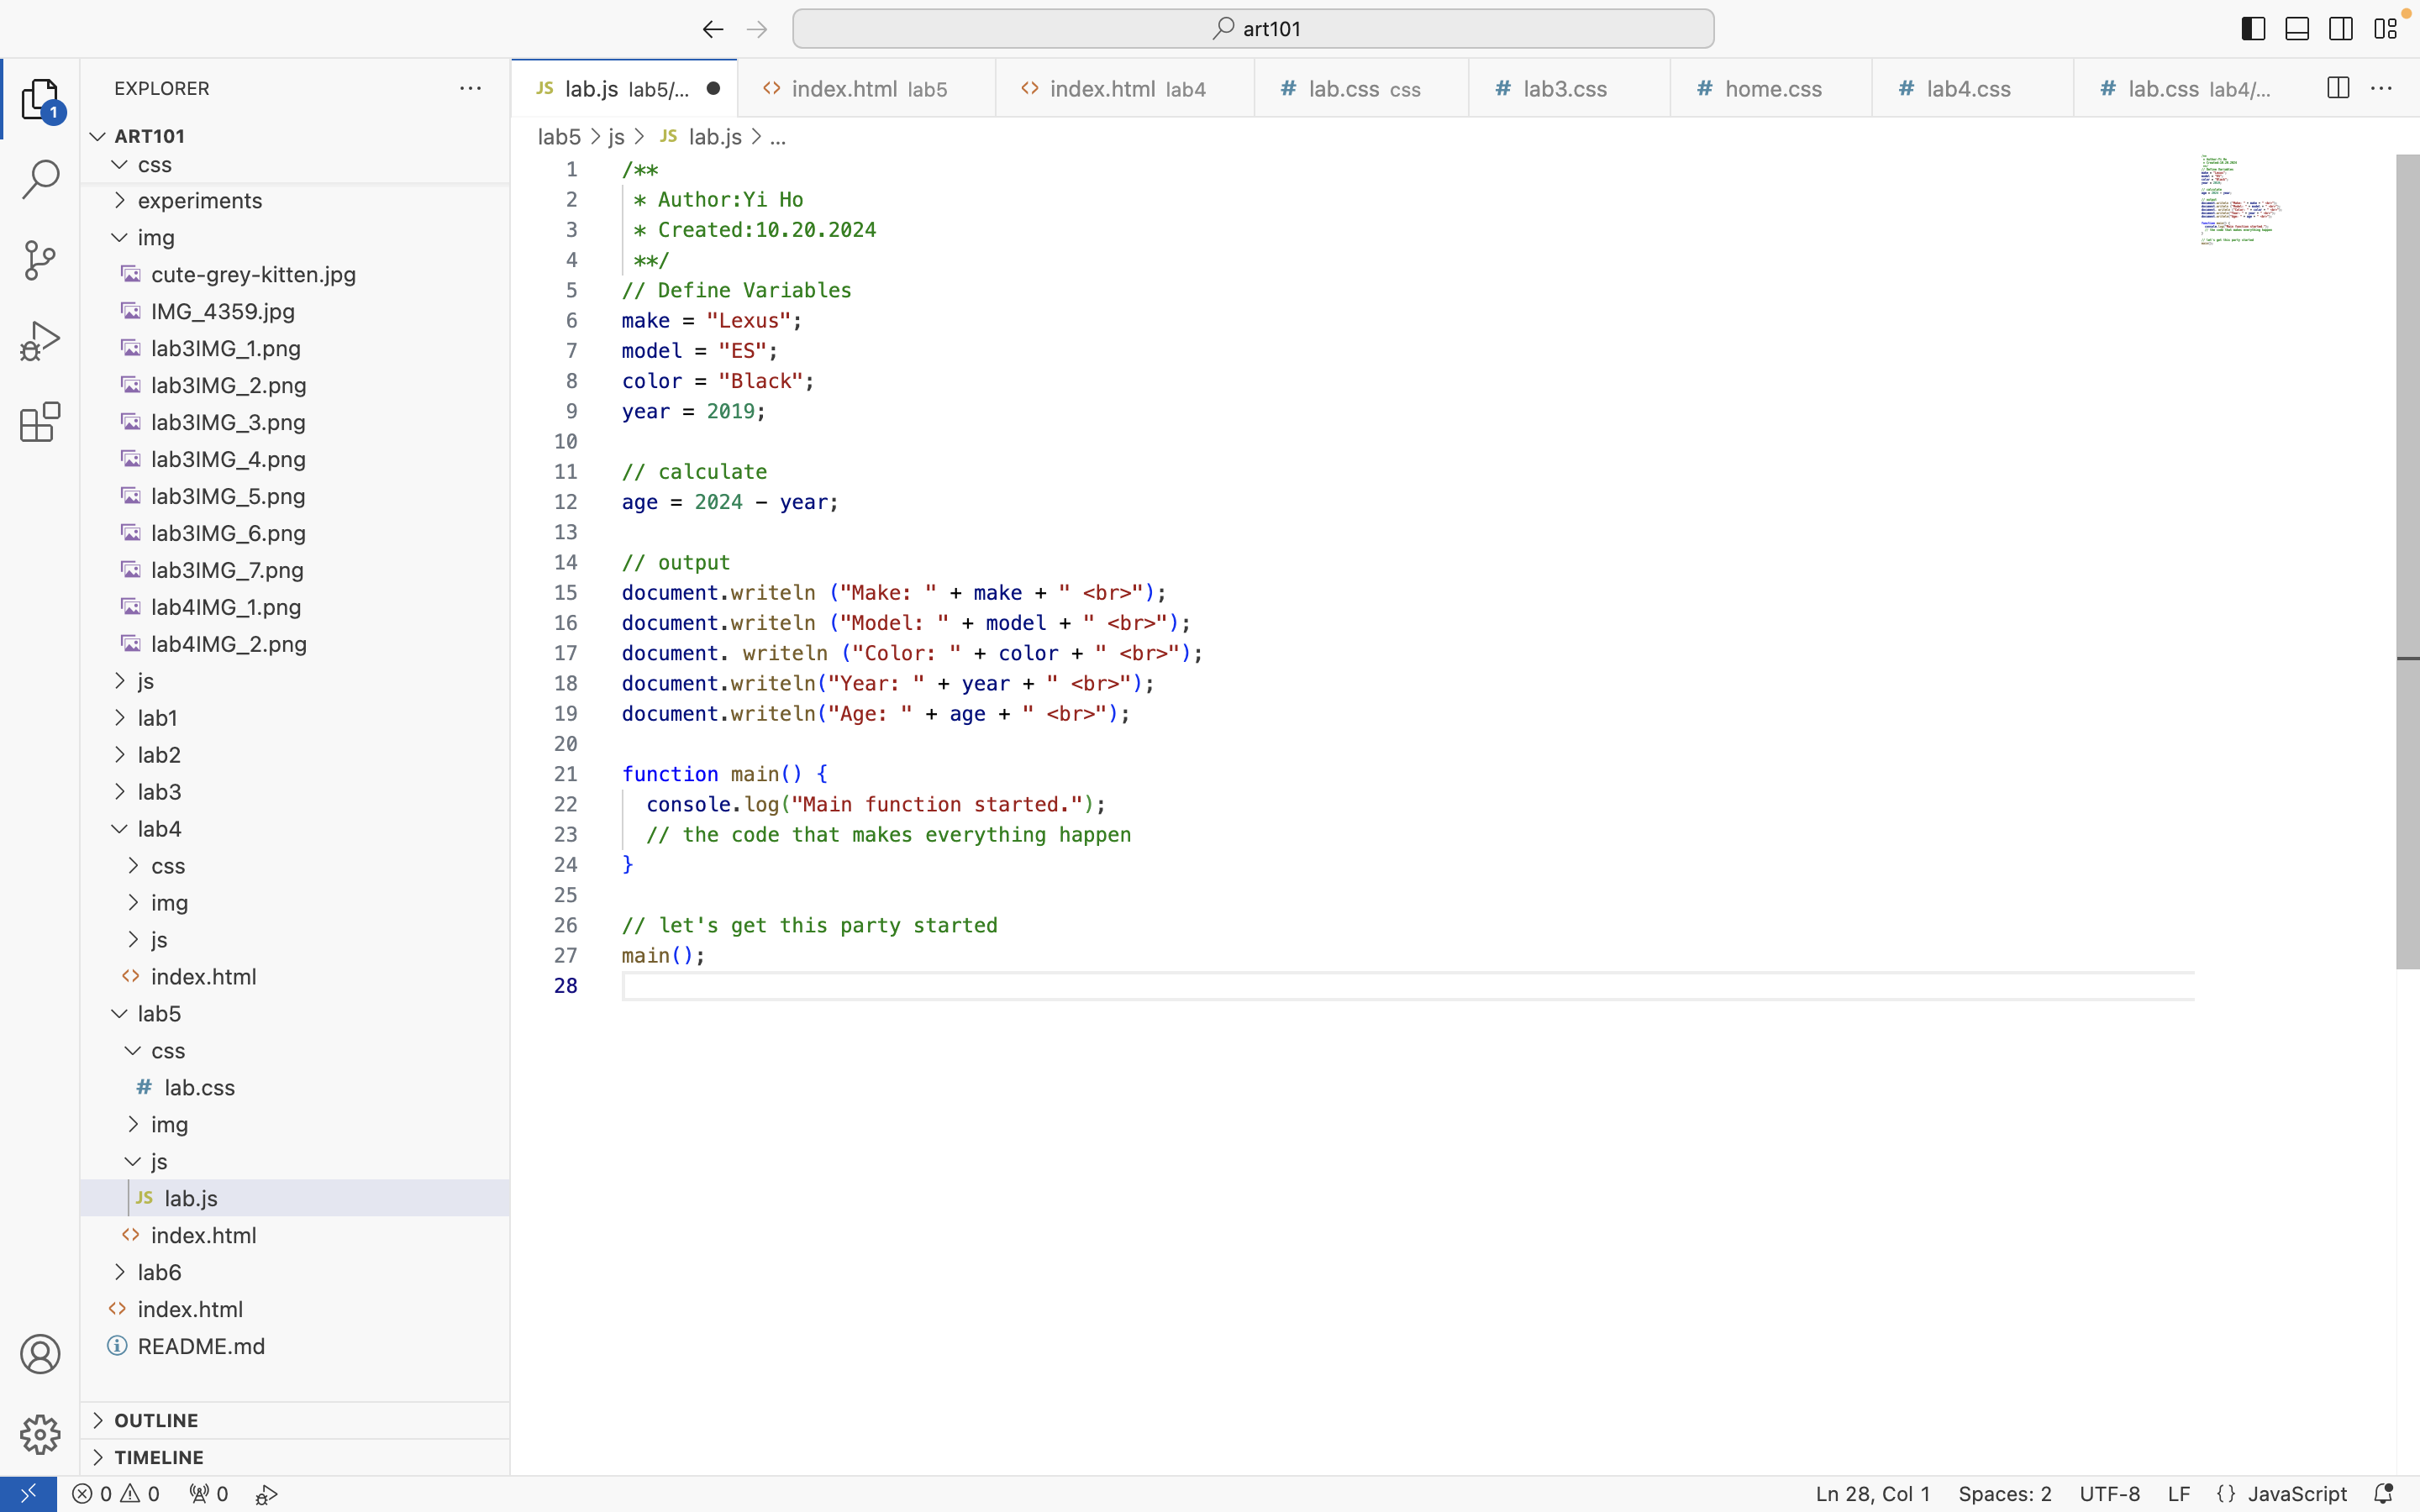 art101
EXPLORER
1
ART101
css
experiments
img
cute-grey-kitten.jpg
IMG_4359.jpg
lab3IMG_1.png
lab3IMG_2.png
lab3IMG_3.png
lab3IMG_4.png
lab3IMG_5.png
lab3IMG_6.png
lab3IMG_7.png
lab4IMG_1.png
lab4IMG_2.png
js
lab1
lab2
lab3
lab4
css
img
js
<> index.html
lab5
css
# lab.css
img
js
JS lab.js
<> index.html
lab6
<> index.html
README.md
OUTLINE
TIMELINE
JS lab.js lab5/...
<> index.html lab5
<> index.html lab4
# lab.css css
# lab3.css
# home.css
# lab4.css
# lab.css lab4/...
lab5 > js > JS lab.js > ...
1 /**
2  * Author:Yi Ho
3  * Created:10.20.2024
4  **/
5 // Define Variables
6 make = "Lexus";
7 model = "ES";
8 color = "Black";
9 year = 2019;
10
11 // calculate
12 age = 2024 - year;
13
14 // output
15 document.writeln ("Make: " + make + " <br>");
16 document.writeln ("Model: " + model + " <br>");
17 document. writeln ("Color: " + color + " <br>");
18 document.writeln("Year: " + year + " <br>");
19 document.writeln("Age: " + age + " <br>");
20
21 function main() {
22   console.log("Main function started.");
23   // the code that makes everything happen
24 }
25
26 // let's get this party started
27 main();
28
0 0 0
Ln 28, Col 1 Spaces: 2 UTF-8 LF {} JavaScript